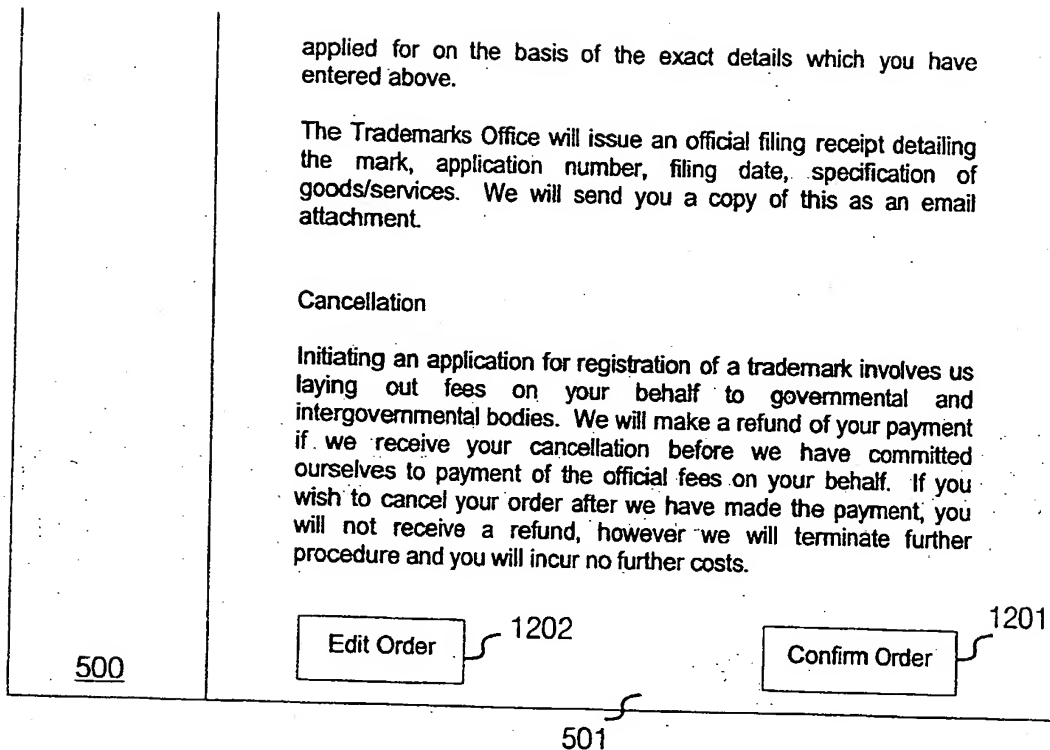 applied for on the basis of the exact details which you have
entered above.
The Trademarks Office will issue an official filing receipt detailing
the mark, application number, filing date, specification of
goods/services. We will send you a copy of this as an email
attachment.
Cancellation
Initiating an application for registration of a trademark involves us
laying out fees on your behalf to governmental and
intergovernmental bodies. We will make a refund of your payment
if we receive your cancellation before we have committed
ourselves to payment of the official fees on your behalf. If you
wish to cancel your order after we have made the payment, you
will not receive a refund, however we will terminate further
procedure and you will incur no further costs.
Edit Order 1202 Confirm Order 1201
500
501